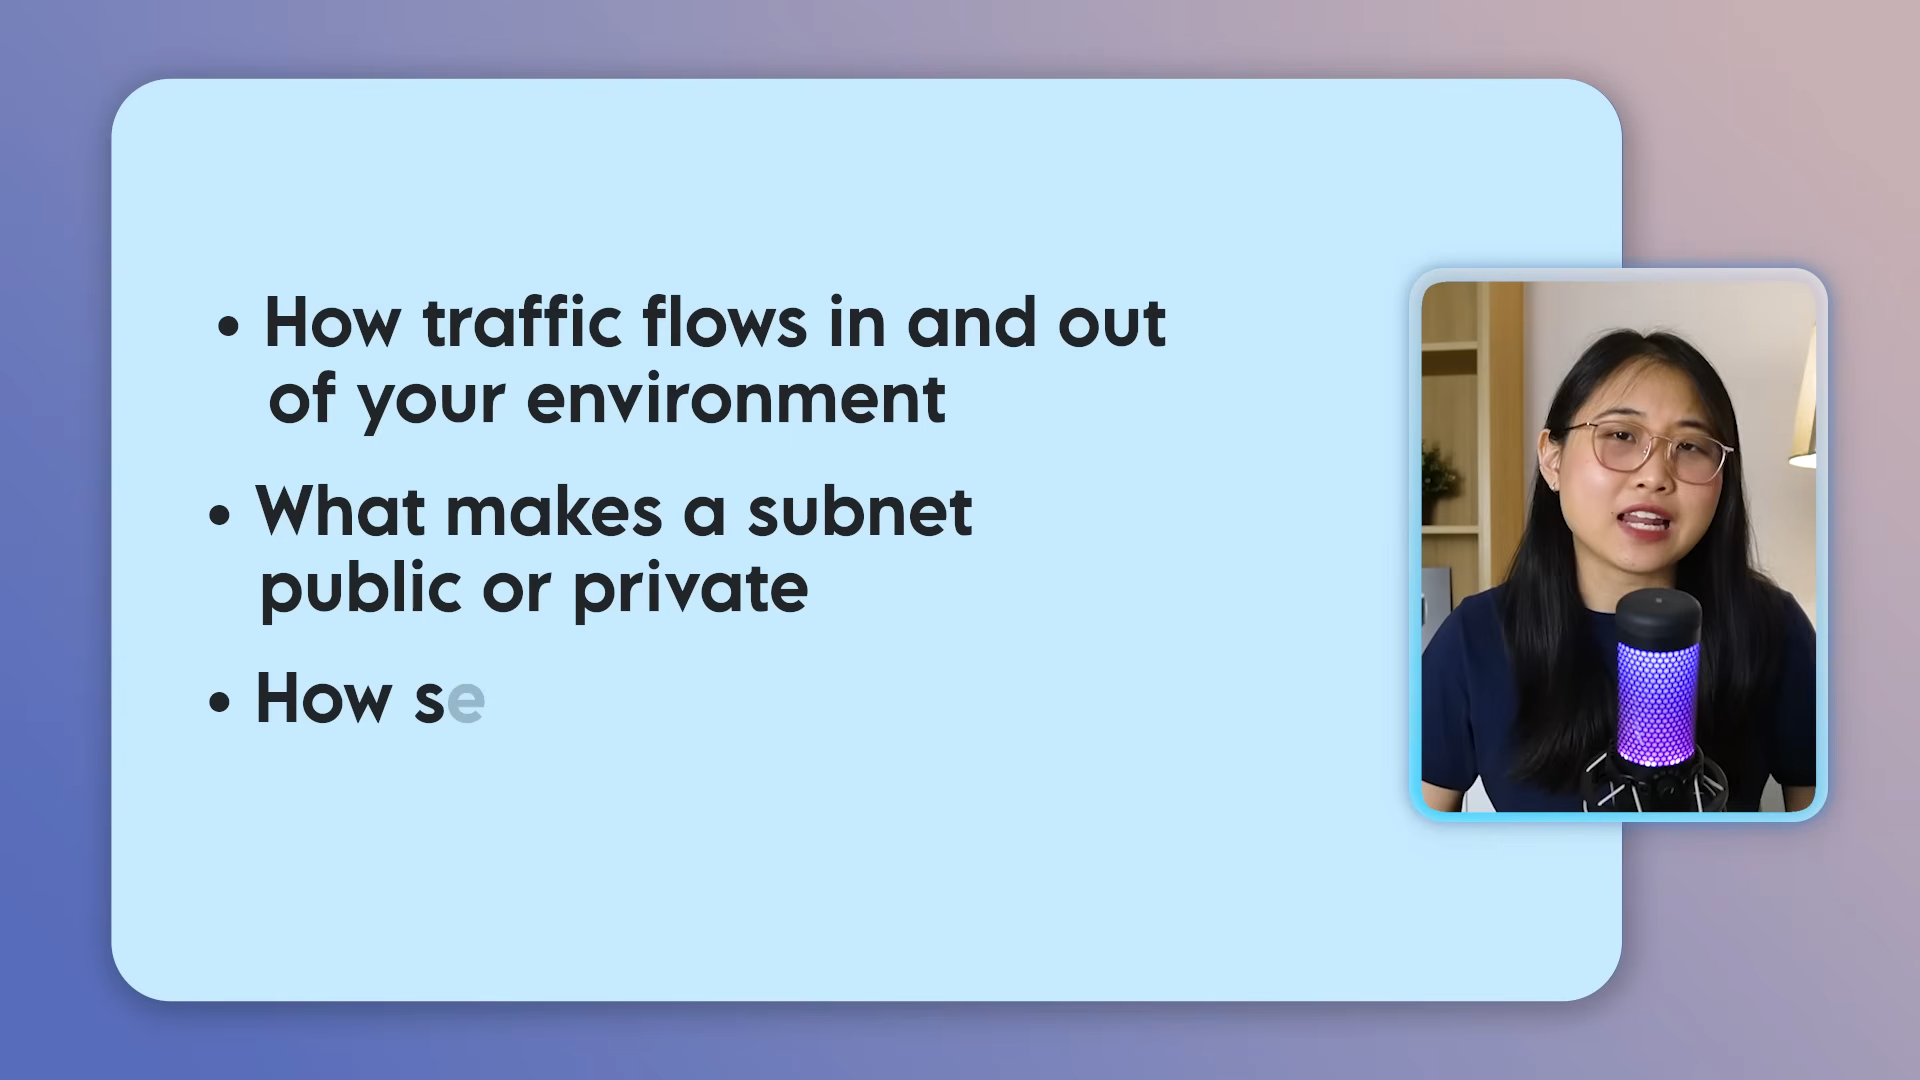 • How traffic flows in and out
of your environment
• What makes a subnet
public or private
• How se